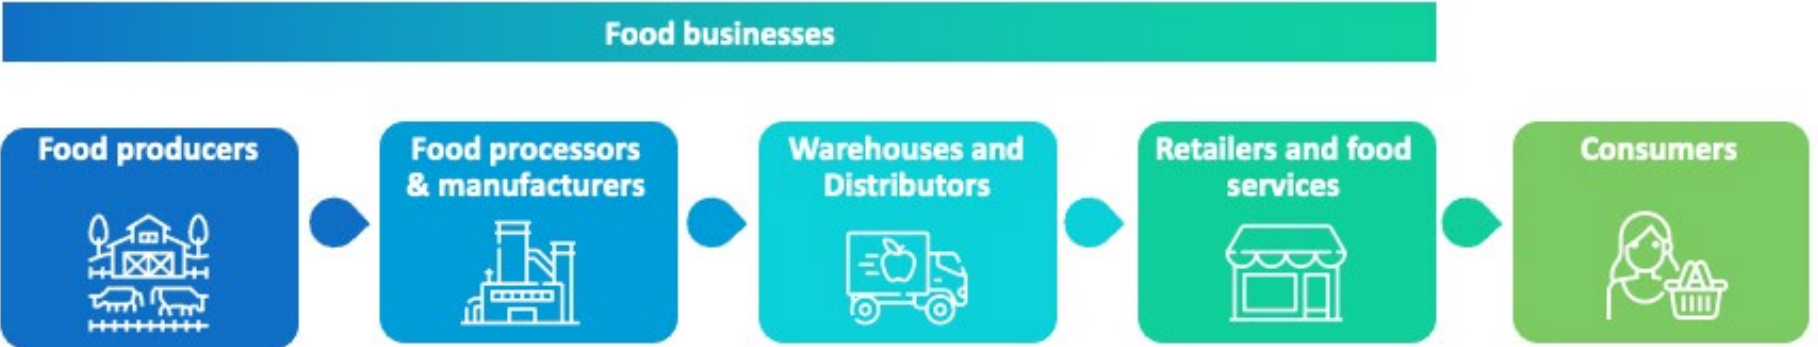 Food businesses
Food producers
Food processors
& manufacturers
Warehouses and
Distributors
Retailers and food
services
Consumers